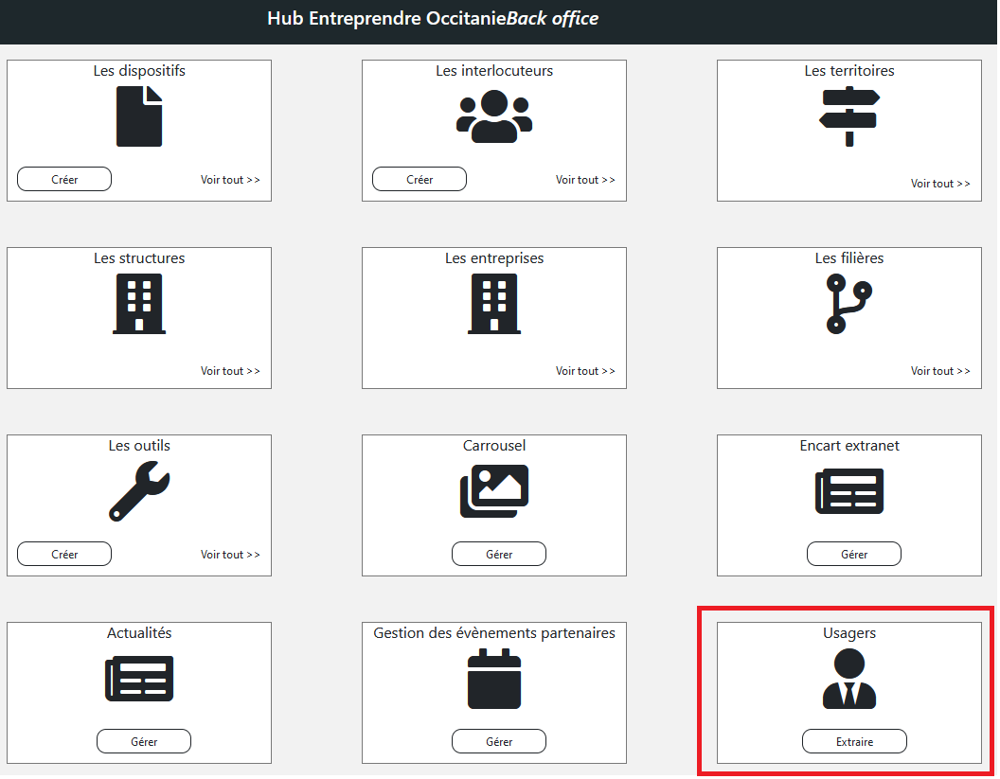 Hub Entreprendre OccitanieBack office
Les dispositifs
Créer
Voir tout >>
Les interlocuteurs
Créer
Voir tout >>
Les territoires
Voir tout >>
Les structures
Voir tout >>
Les entreprises
Voir tout >>
Les filières
Voir tout >>
Les outils
Créer
Voir tout >>
Carrousel
Gérer
Encart extranet
Gérer
Actualités
Gérer
Gestion des évènements partenaires
Gérer
Usagers
Extraire